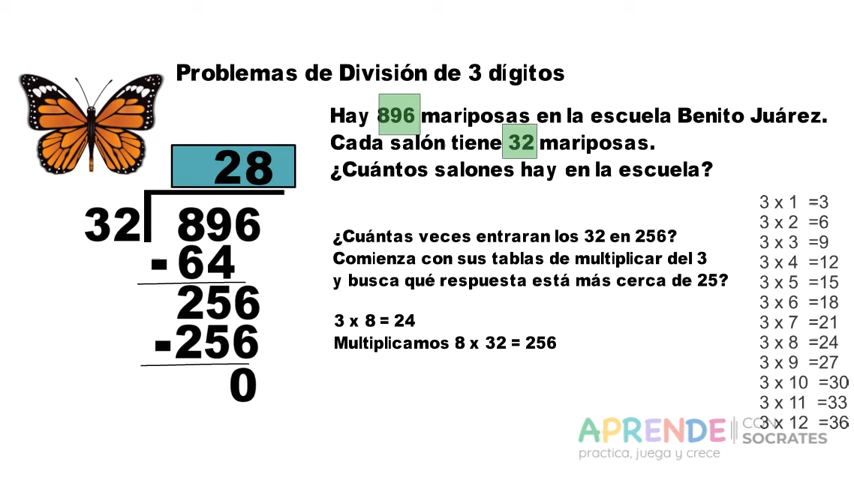 Problemas de División de 3 dígitos
Hay 896 mariposas en la escuela Benito Juárez.
Cada salón tiene 32 mariposas.
¿Cuántos salones hay en la escuela?
28
32 896
-64
256
-256
0
¿Cuántas veces entraran los 32 en 256?
Comienza con sus tablas de multiplicar del 3
y busca qué respuesta está más cerca de 25?
3 x 8 = 24
Multiplicamos 8 x 32 = 256
3 x 1 =3
3 x 2 =6
3 x 3 =9
3 x 4 =12
3 x 5 =15
3 x 6 =18
3 x 7 =21
3 x 8 =24
3 x 9 =27
3 x 10 =30
3 x 11 =33
3 x 12 =36
APRENDE CON
SOCRATES
practica, juega y crece